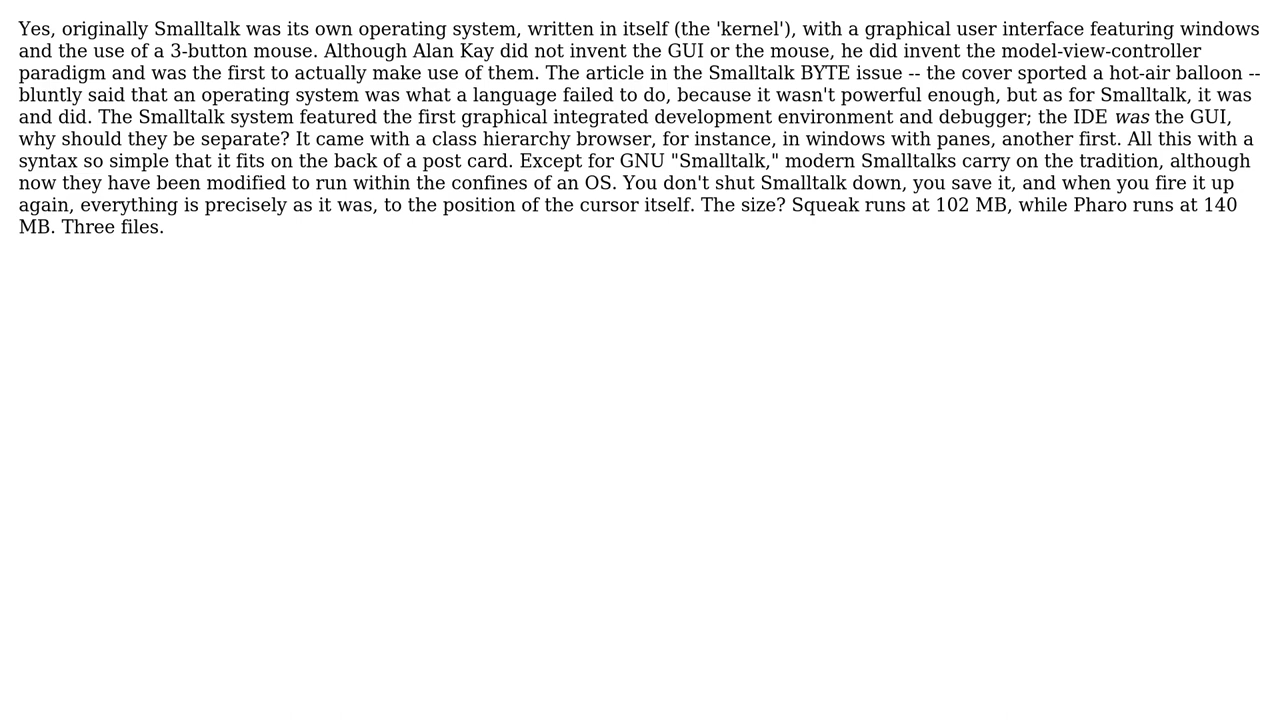 Yes, originally Smalltalk was its own operating system, written in itself (the 'kernel'), with a graphical user interface featuring windows
and the use of a 3-button mouse. Although Alan Kay did not invent the GUI or the mouse, he did invent the model-view-controller
paradigm and was the first to actually make use of them. The article in the Smalltalk BYTE issue -- the cover sported a hot-air balloon --
bluntly said that an operating system was what a language failed to do, because it wasn't powerful enough, but as for Smalltalk, it was
and did. The Smalltalk system featured the first graphical integrated development environment and debugger; the IDE was the GUI,
why should they be separate? It came with a class hierarchy browser, for instance, in windows with panes, another first. All this with a
syntax so simple that it fits on the back of a post card. Except for GNU "Smalltalk," modern Smalltalks carry on the tradition, although
now they have been modified to run within the confines of an OS. You don't shut Smalltalk down, you save it, and when you fire it up
again, everything is precisely as it was, to the position of the cursor itself. The size? Squeak runs at 102 MB, while Pharo runs at 140
MB. Three files.